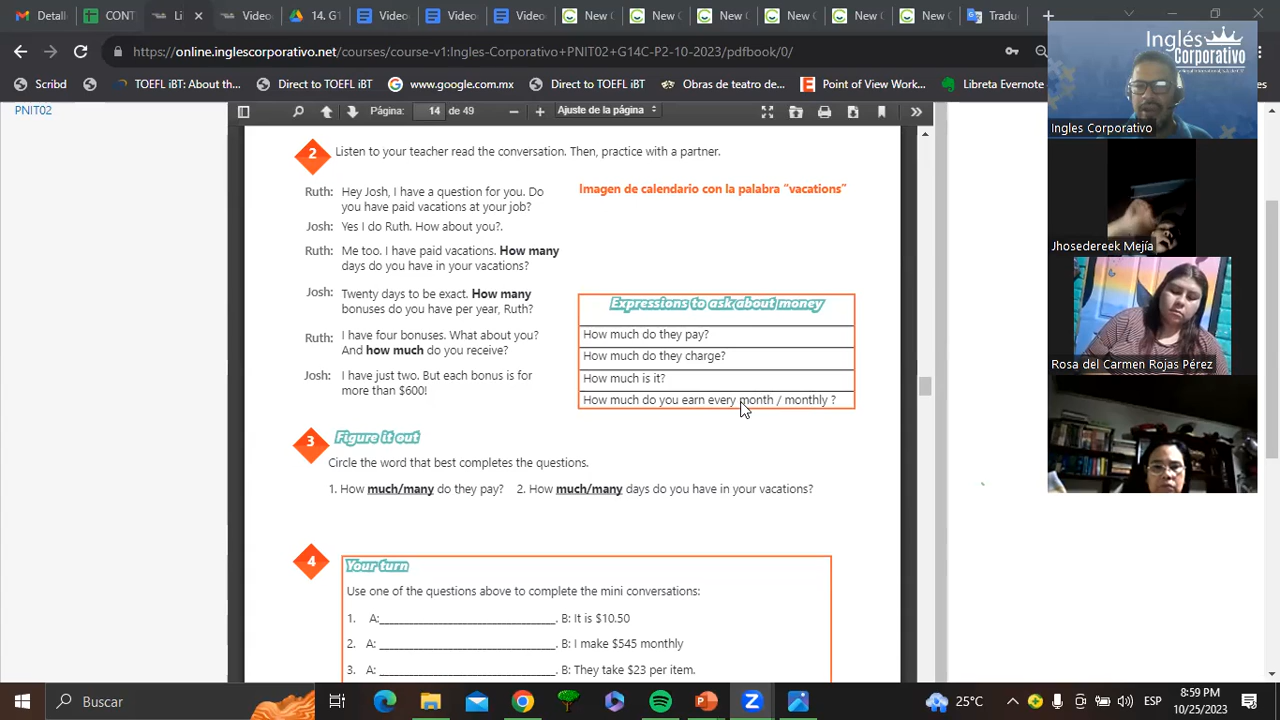 Detall
CONT
Li
Video
14. G1
Video
Video
Video
New C
New C
New C
New C
New C
Tradu
https://online.inglescorporativo.net/courses/course-v1:Ingles-Corporativo+PNIT02+G14C-P2-10-2023/pdfbook/0/
Scribd
TOEFL iBT: About the...
Direct to TOEFL iBT
www.google.com.mx
Direct to TOEFL iBT
Obras de teatro de...
Point of View Work...
Libreta Evernote
PNIT02
Página:
14
de 49
Ajuste de la página
2
Listen to your teacher read the conversation. Then, practice with a partner.
Ruth: Hey Josh, I have a question for you. Do
you have paid vacations at your job?
Josh: Yes I do Ruth. How about you?.
Ruth: Me too. I have paid vacations. How many
days do you have in your vacations?
Josh: Twenty days to be exact. How many
bonuses do you have per year, Ruth?
Ruth: I have four bonuses. What about you?
And how much do you receive?
Josh: I have just two. But each bonus is for
more than $600!
Imagen de calendario con la palabra "vacations"
Expressions to ask about money
How much do they pay?
How much do they charge?
How much is it?
How much do you earn every month / monthly ?
3
Figure it out
Circle the word that best completes the questions.
1. How much/many do they pay? 2. How much/many days do you have in your vacations?
4
Your turn
Use one of the questions above to complete the mini conversations:
1. A:______________________________. B: It is $10.50
2. A: ______________________________. B: I make $545 monthly
3. A: ______________________________. B: They take $23 per item.
Inglés
Corporativo
Ingles Corporativo
Jhosedereek Mejía
Rosa del Carmen Rojas Pérez
Buscar
25°C
ESP
8:59 PM
10/25/2023